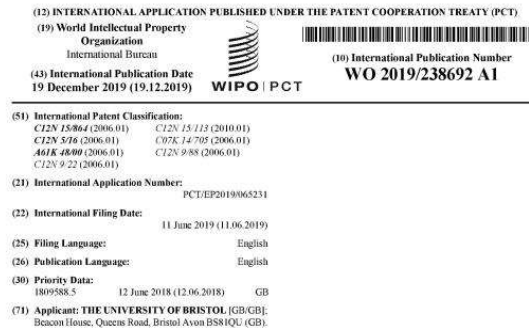 (12) INTERNATIONAL APPLICATION PUBLISHED UNDER THE PATENT COOPERATION TREATY (PCT)
(19) World Intellectual Property
Organization
International Bureau
(43) International Publication Date
19 December 2019 (19.12.2019)
WIPO | PCT
(10) International Publication Number
WO 2019/238692 A1
(51) International Patent Classification:
C12N 15/864 (2006.01) C12N 15/113 (2010.01)
C12N 5/16 (2006.01) C07K 14/705 (2006.01)
A61K 48/00 (2006.01) C12N 9/88 (2006.01)
C12N 9/22 (2006.01)
(21) International Application Number:
PCT/EP2019/065231
(22) International Filing Date:
11 June 2019 (11.06.2019)
(25) Filing Language: English
(26) Publication Language: English
(30) Priority Data:
1809588.5 12 June 2018 (12.06.2018) GB
(71) Applicant: THE UNIVERSITY OF BRISTOL [GB/GB];
Beacon House, Queens Road, Bristol Avon BS81QU (GB).